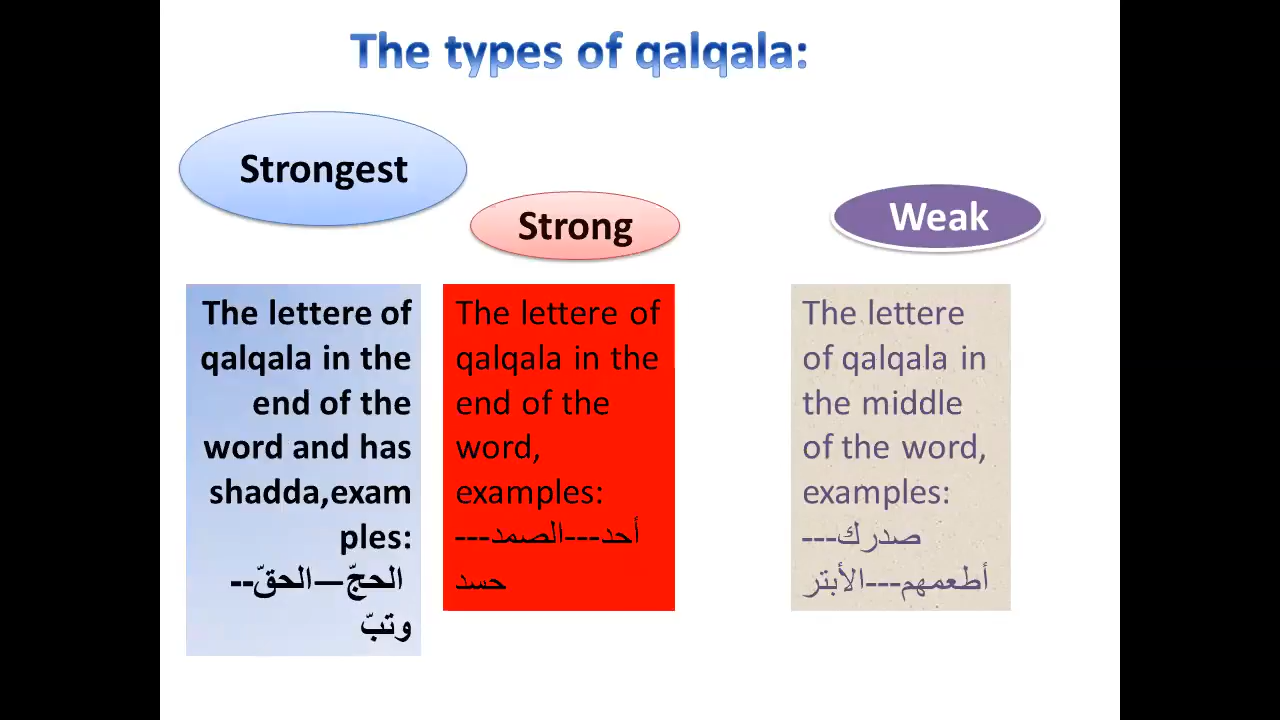 The types of qalqala:
Strongest
Strong
Weak
The lettere of
qalqala in the
end of the
word and has
shadda,exam
ples:
الحجّ—الحقّ--
وتبّ
The lettere of
qalqala in the
end of the
word,
examples:
أحد---الصمد---
حسد
The lettere
of qalqala in
the middle
of the word,
examples:
صدرك---
أطعمهم---الأبتر